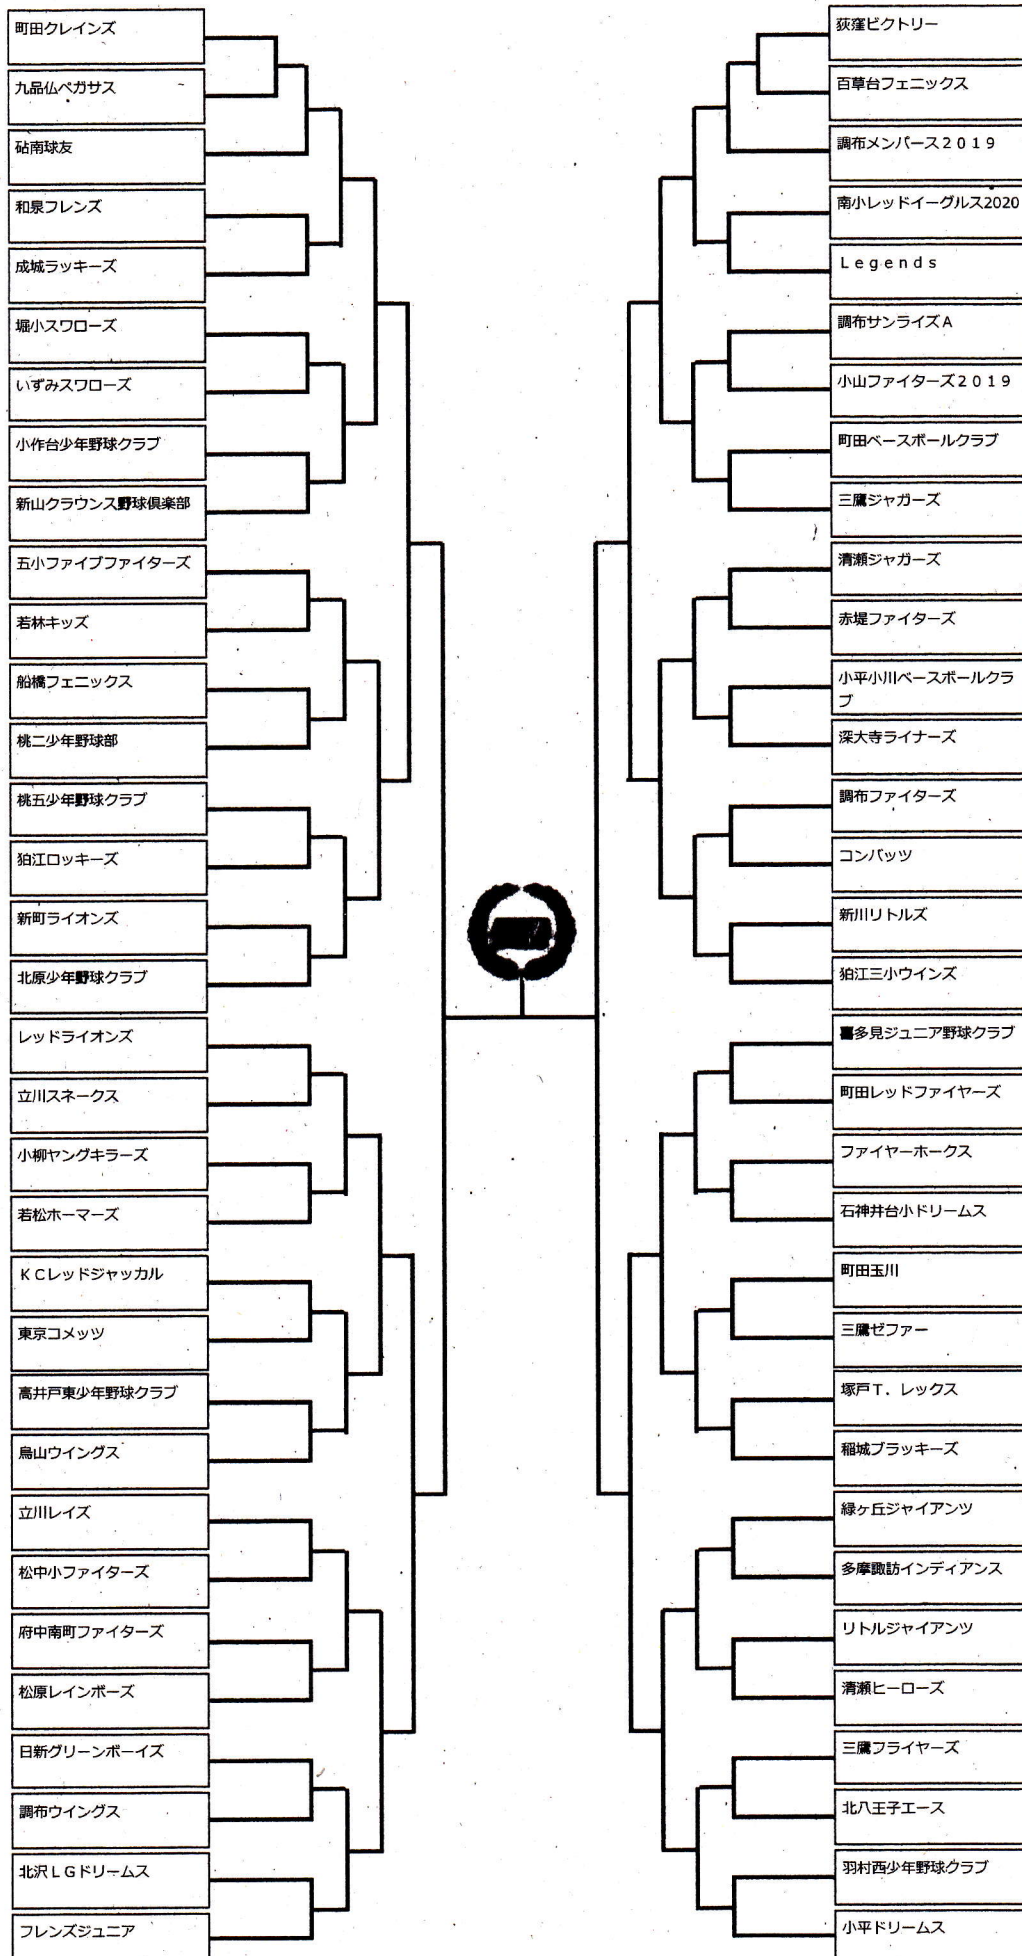 町田クレインズ
九品仏ペガサス
砧南球友
和泉フレンズ
成城ラッキーズ
堀小スワローズ
いずみスワローズ
小作台少年野球クラブ
新山クラウンス野球倶楽部
五小ファイブファイターズ
若林キッズ
船橋フェニックス
桃二少年野球部
桃五少年野球クラブ
狛江ロッキーズ
新町ライオンズ
北原少年野球クラブ
レッドライオンズ
立川スネークス
小柳ヤングキラーズ
若松ホーマーズ
KCレッドジャッカル
東京コメッツ
高井戸東少年野球クラブ
烏山ウイングス
立川レイズ
松中小ファイターズ
府中南町ファイターズ
松原レインボーズ
日新グリーンボーイズ
調布ウイングス
北沢LGドリームス
フレンズジュニア
荻窪ビクトリー
百草台フェニックス
調布メンパース2019
南小レッドイーグルス2020
Legends
調布サンライズA
小山ファイターズ2019
町田ベースボールクラブ
三鷹ジャガーズ
清瀬ジャガーズ
赤堤ファイターズ
小平小川ベースボールクラ
ブ
深大寺ライナーズ
調布ファイターズ
コンバッツ
新川リトルズ
狛江三小ウインズ
喜多見ジュニア野球クラブ
町田レッドファイヤーズ
ファイヤーホークス
石神井台小ドリームス
町田玉川
三鷹ゼファー
塚戸T．レックス
稲城ブラッキーズ
緑ヶ丘ジャイアンツ
多摩諏訪インディアンス
リトルジャイアンツ
清瀬ヒーローズ
三鷹フライヤーズ
北八王子エース
羽村西少年野球クラブ
小平ドリームス